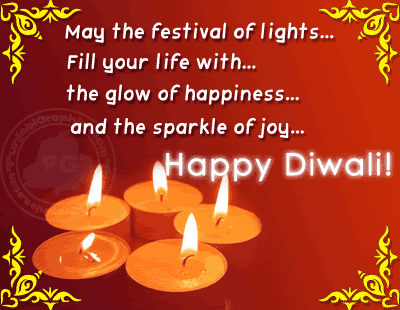 May the festival of lights...
Fill your life with...
the glow of happiness...
and the sparkle of joy...
Happy Diwali!
PG